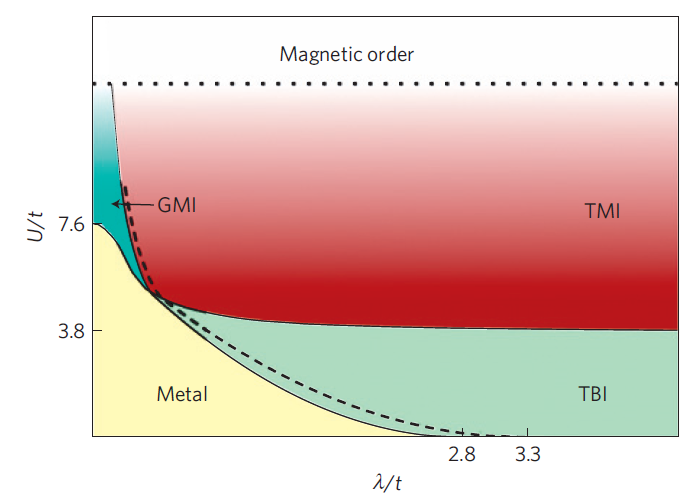 Magnetic order
GMI
TMI
U/t
7.6
3.8
Metal
TBI
2.8
3.3
λ/t